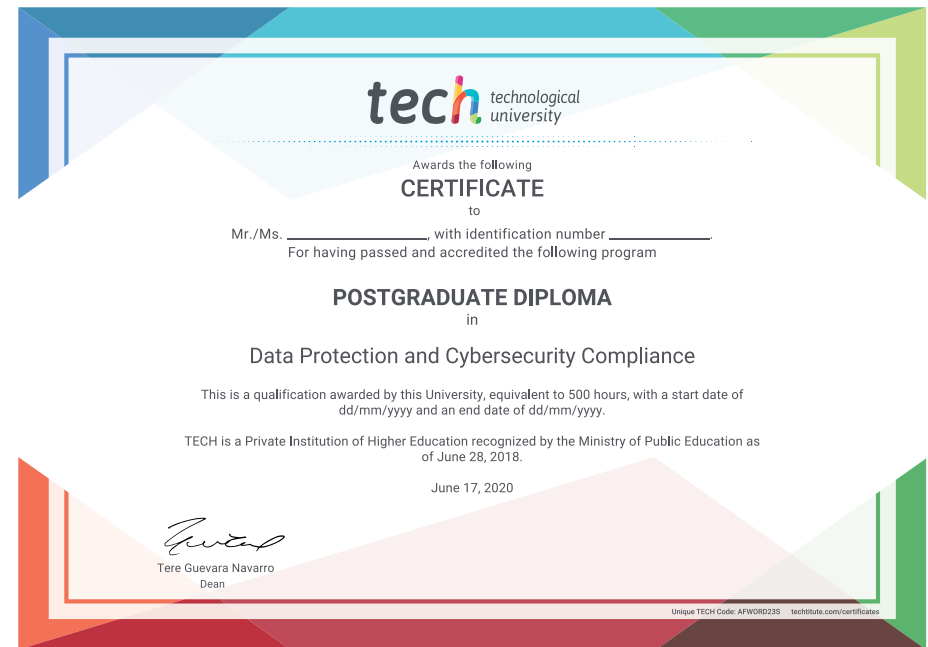 tech technological
university
Awards the following
CERTIFICATE
to
Mr./Ms. ____________________, with identification number ______________.
For having passed and accredited the following program
POSTGRADUATE DIPLOMA
in
Data Protection and Cybersecurity Compliance
This is a qualification awarded by this University, equivalent to 500 hours, with a start date of
dd/mm/yyyy and an end date of dd/mm/yyyy.
TECH is a Private Institution of Higher Education recognized by the Ministry of Public Education as
of June 28, 2018.
June 17, 2020
Tere Guevara Navarro
Dean
Unique TECH Code: AFWORD23S techtitute.com/certificates